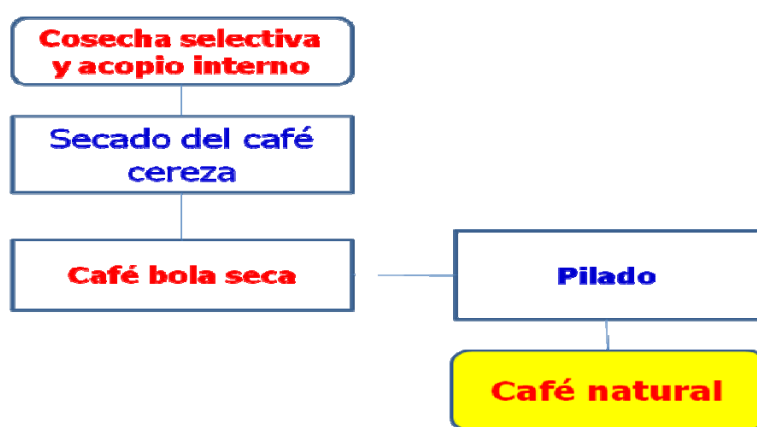 Cosecha selectiva
y acopio interno
Secado del café
cereza
Café bola seca
Pilado
Café natural